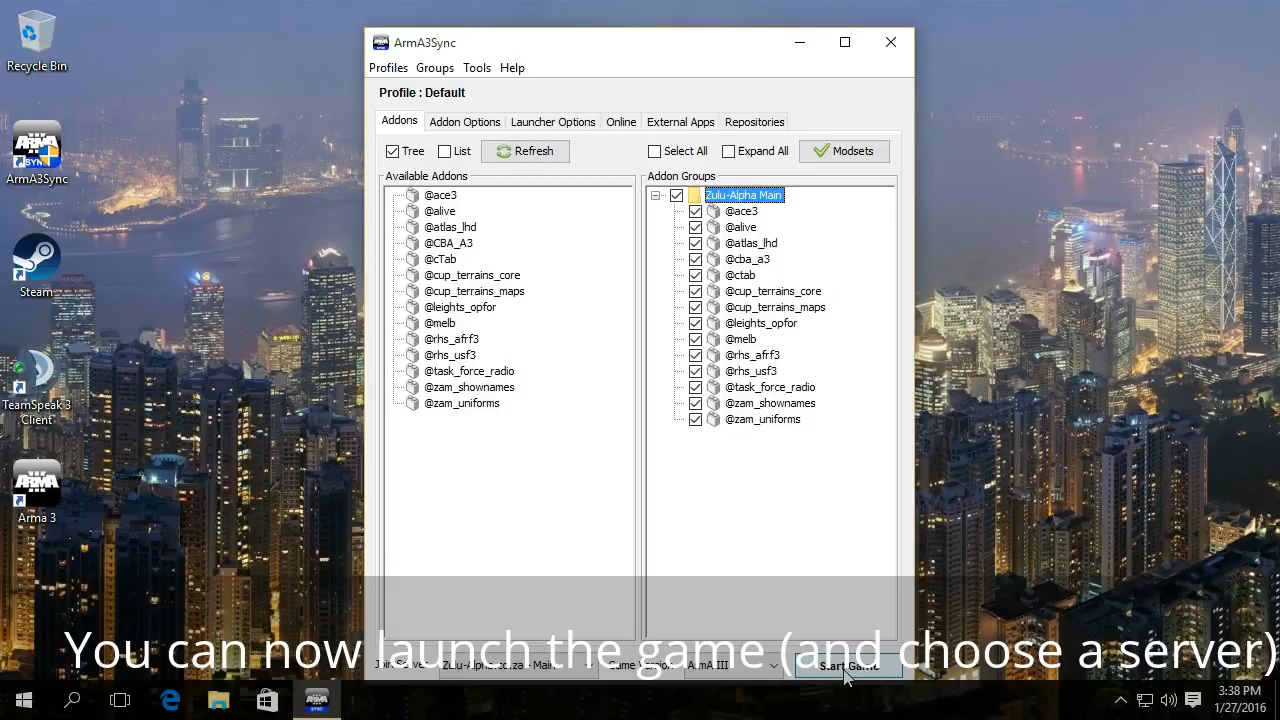 Recycle Bin
ArmA3Sync
Steam
TeamSpeak 3
Client
Arma 3
ArmA3Sync
Profiles Groups Tools Help
Profile : Default
Addons Addon Options Launcher Options Online External Apps Repositories
Tree List Refresh Select All Expand All Modsets
Available Addons
@ace3
@alive
@atlas_lhd
@CBA_A3
@cTab
@cup_terrains_core
@cup_terrains_maps
@leights_opfor
@melb
@rhs_afrf3
@rhs_usf3
@task_force_radio
@zam_shownames
@zam_uniforms
Addon Groups
Zulu-Alpha Main
@ace3
@alive
@atlas_lhd
@cba_a3
@ctab
@cup_terrains_core
@cup_terrains_maps
@leights_opfor
@melb
@rhs_afrf3
@rhs_usf3
@task_force_radio
@zam_shownames
@zam_uniforms
Start Game
You can now launch the game (and choose a server)
3:38 PM
1/27/2016